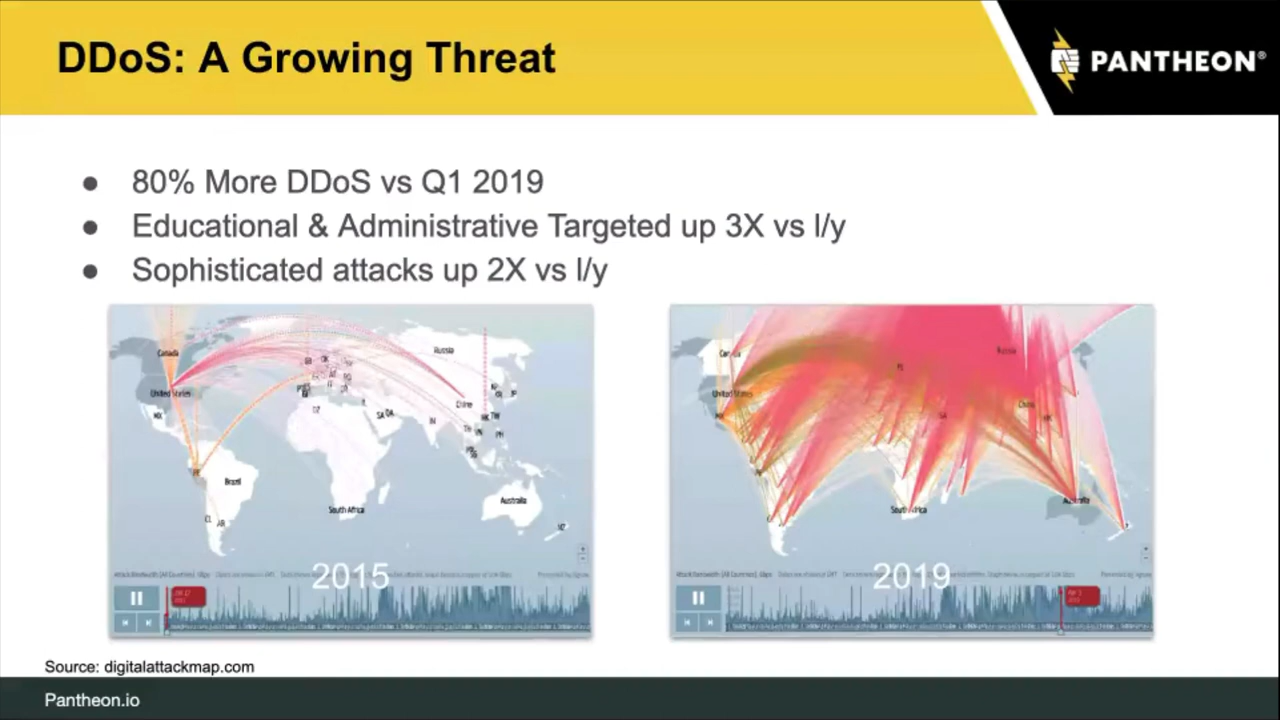 DDoS: A Growing Threat
PANTHEON®
● 80% More DDoS vs Q1 2019
● Educational & Administrative Targeted up 3X vs l/y
● Sophisticated attacks up 2X vs l/y
Canada
Russia
United States
China
Brazil
Australia
South Africa
2015
Russia
United States
China
SA
Australia
South Africa
2019
Source: digitalattackmap.com
Pantheon.io